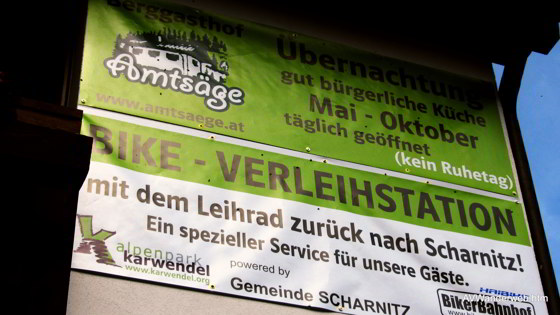 Berggasthof
Amtsäge
www.amtsaege.at
Übernachtung
gut bürgerliche Küche
Mai - Oktober
täglich geöffnet
(kein Ruhetag)
BIKE - VERLEIHSTATION
mit dem Leihrad zurück nach Scharnitz!
Ein spezieller Service für unsere Gäste.
alpenpark
karwendel
www.karwendel.org
powered by
Gemeinde SCHARNITZ
HAIBIKE
BikerBahnhof